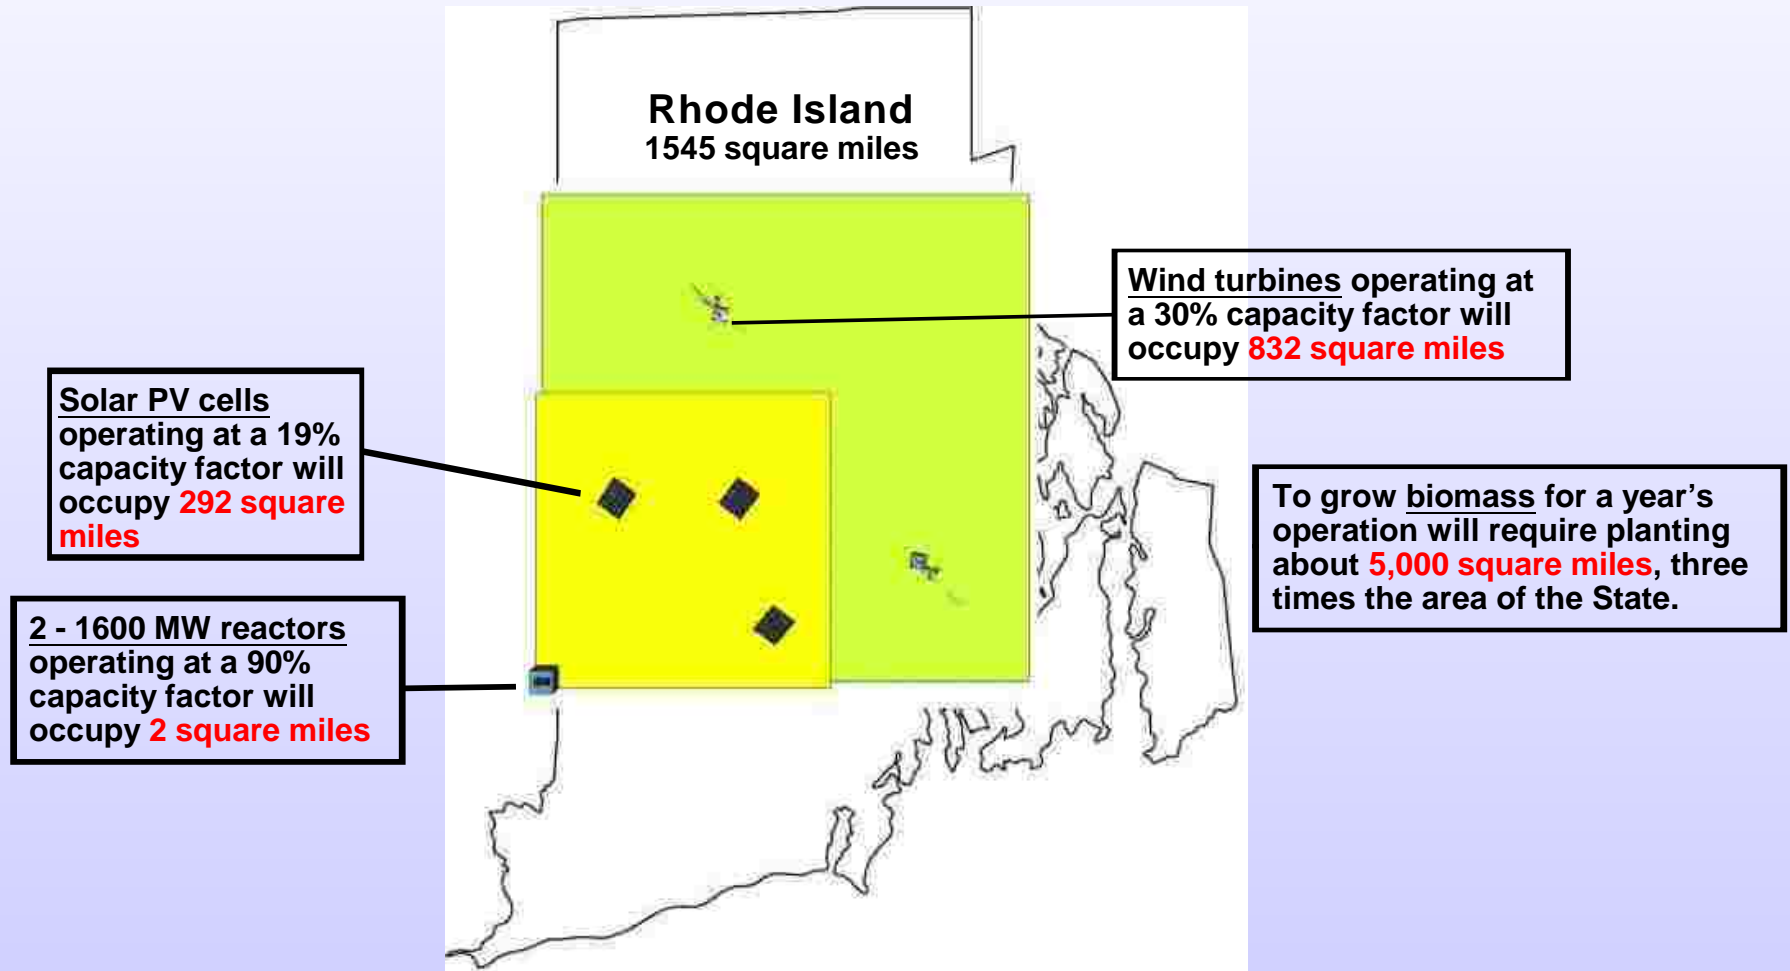 Rhode Island
1545 square miles
Wind turbines operating at
a 30% capacity factor will
occupy 832 square miles
Solar PV cells
operating at a 19%
capacity factor will
occupy 292 square
miles
To grow biomass for a year’s
operation will require planting
about 5,000 square miles, three
times the area of the State.
2 - 1600 MW reactors
operating at a 90%
capacity factor will
occupy 2 square miles